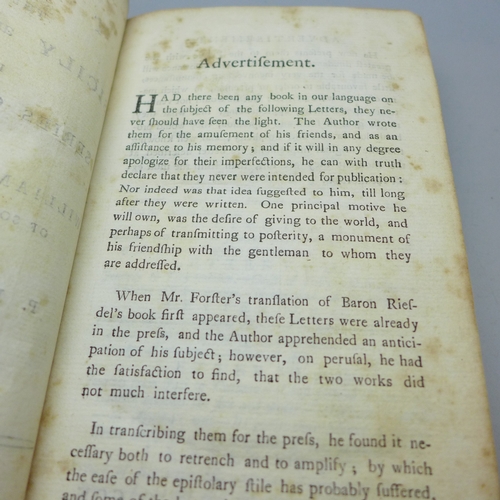 Advertiſement.
HAD there been any book in our language on
the ſubject of the following Letters, they ne-
ver ſhould have ſeen the light. The Author wrote
them for the amuſement of his friends, and as an
aſſiſtance to his memory; and if it will in any degree
apologize for their imperfections, he can with truth
declare that they never were intended for publication:
Nor indeed was that idea ſuggeſted to him, till long
after they were written. One principal motive he
will own, was the deſire of giving to the world, and
perhaps of tranſmitting to poſterity, a monument of
his friendſhip with the gentleman to whom they
are addreſſed.
When Mr. Forſter's tranſlation of Baron Rieſ-
del's book firſt appeared, theſe Letters were already
in the preſs, and the Author apprehended an antici-
pation of his ſubject; however, on peruſal, he had
the ſatisfaction to find, that the two works did
not much interfere.
In tranſcribing them for the preſs, he found it ne-
ceſſary both to retrench and to amplify; by which
the eaſe of the epiſtolary ſtile has probably ſuffered,
and ſome of the